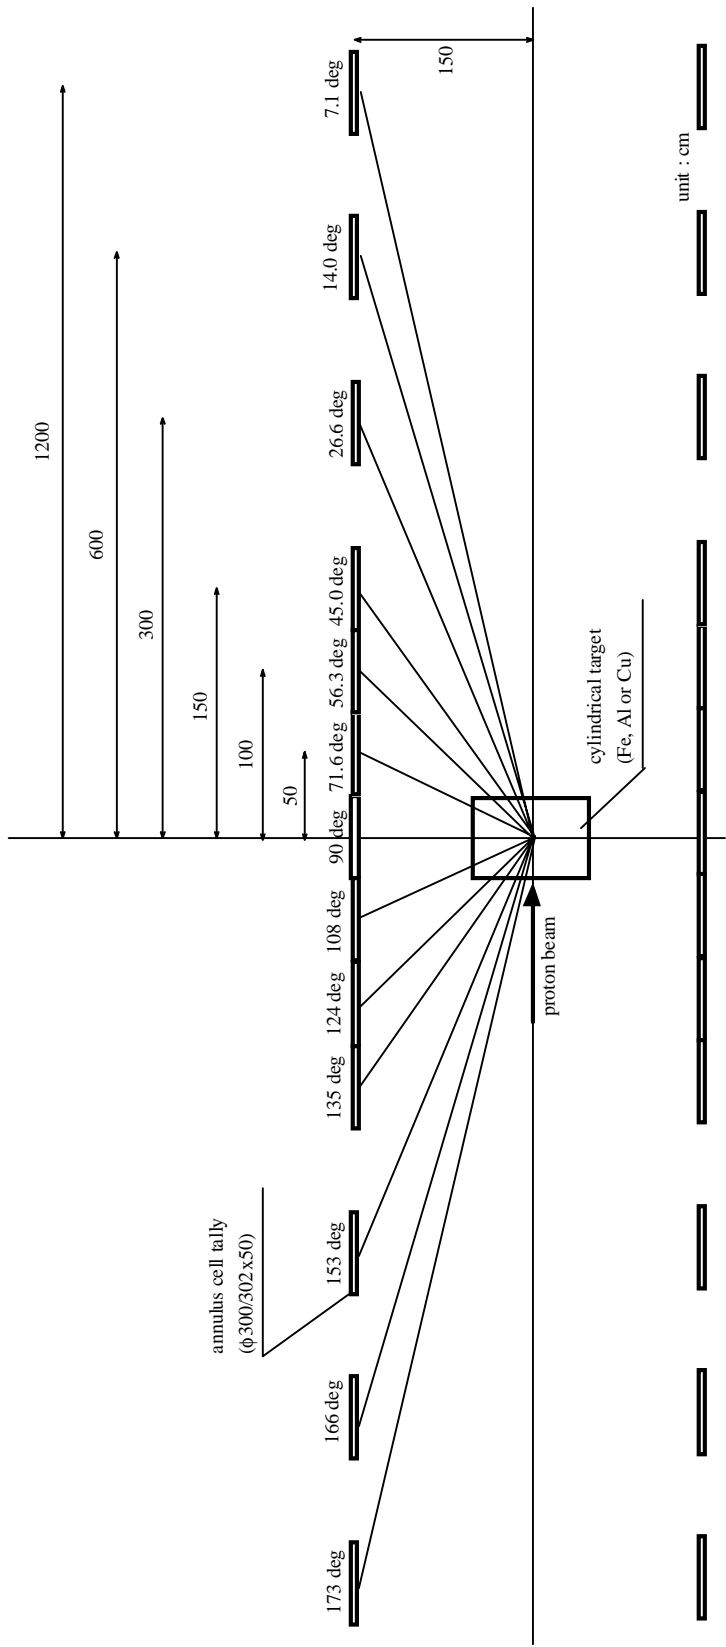 1200
600
300
150
100
50
150
7.1 deg
14.0 deg
26.6 deg
45.0 deg
56.3 deg
71.6 deg
90 deg
108 deg
124 deg
135 deg
153 deg
166 deg
173 deg
unit : cm
cylindrical target
(Fe, Al or Cu)
proton beam
annulus cell tally
(ϕ300/302x50)